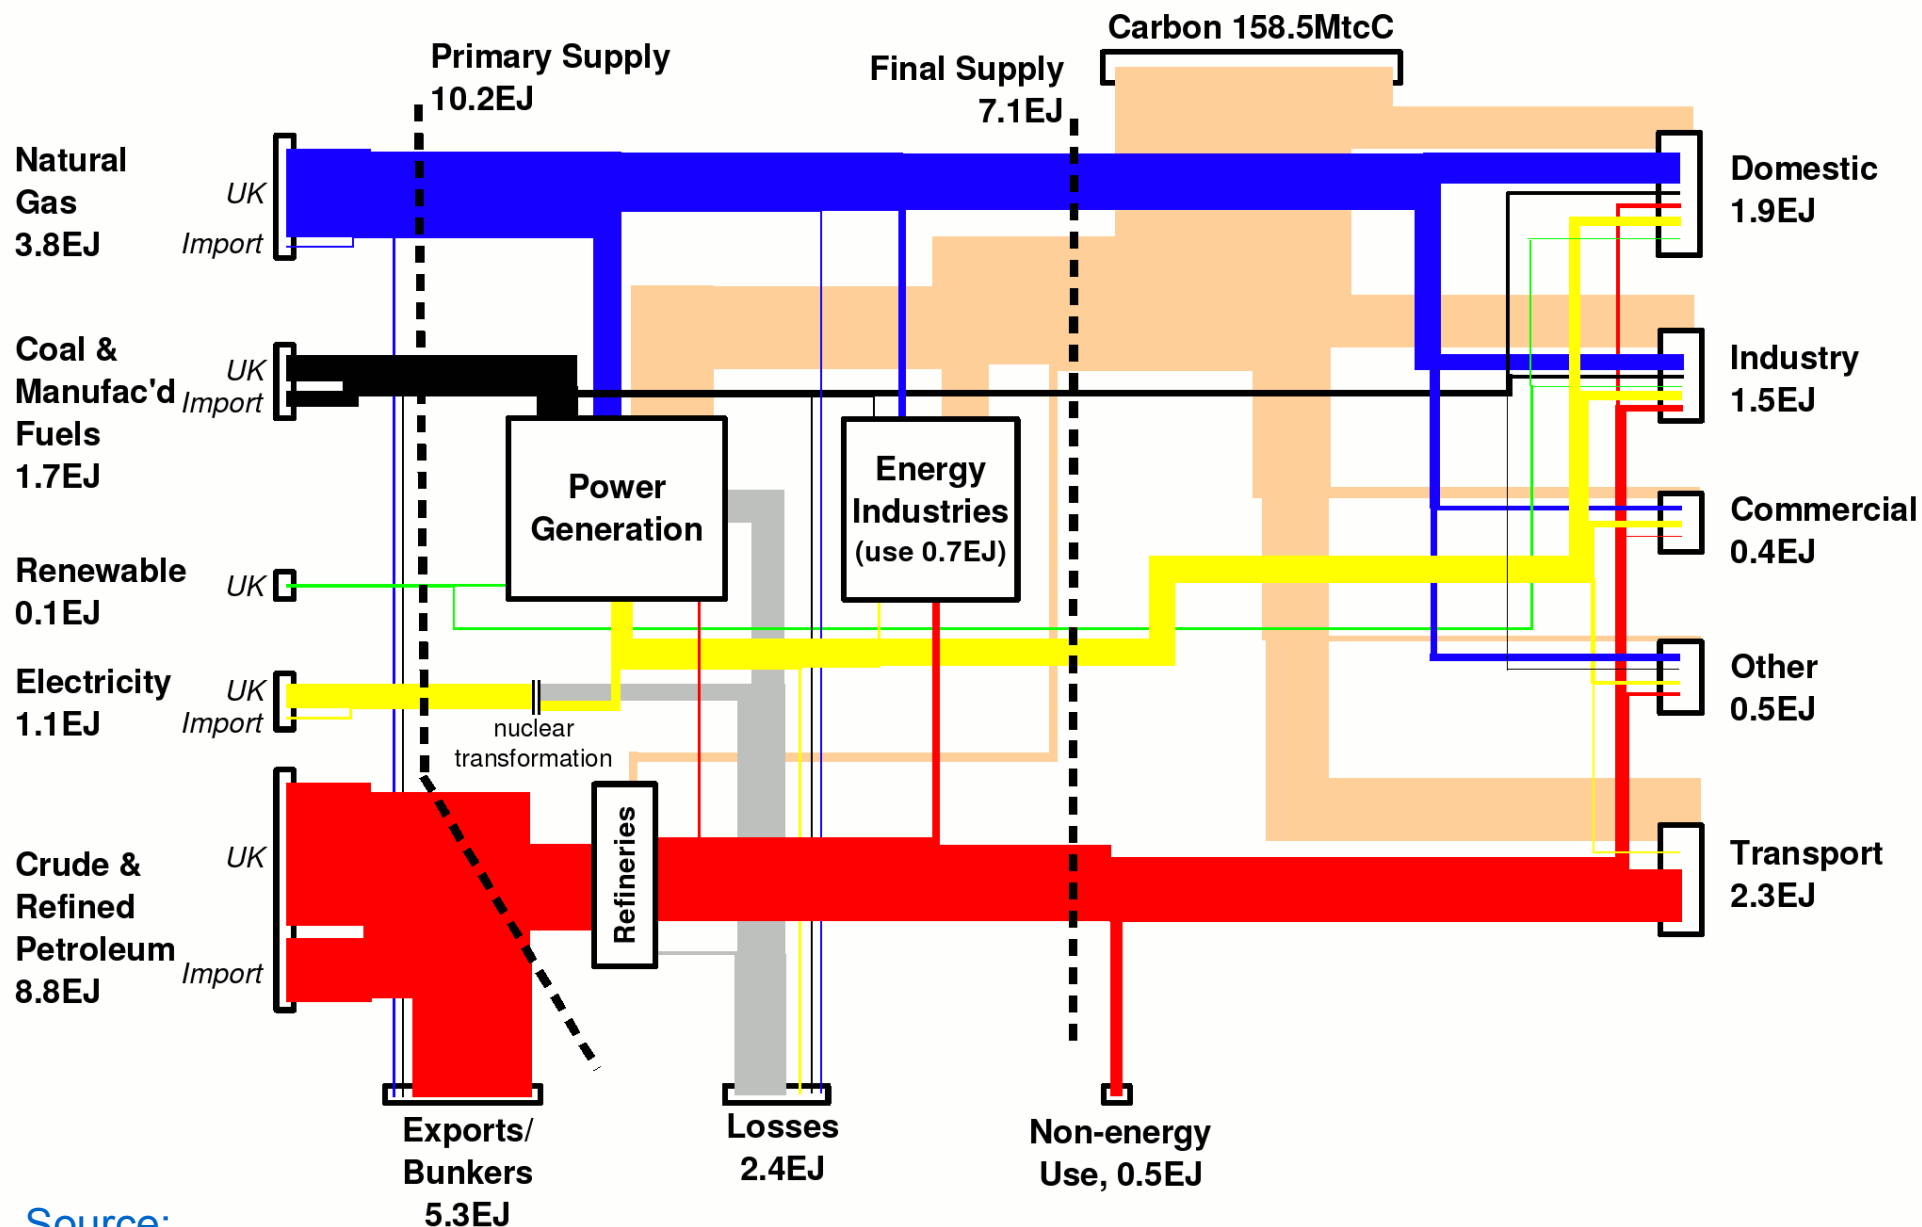 Carbon 158.5MtcC
Primary Supply
10.2EJ
Final Supply
7.1EJ
Natural
Gas
3.8EJ
UK
Import
Coal &
Manufac'd
Fuels
1.7EJ
UK
Import
Renewable
0.1EJ
UK
Electricity
1.1EJ
UK
Import
Crude &
Refined
Petroleum
8.8EJ
UK
Import
Power
Generation
Energy
Industries
(use 0.7EJ)
nuclear
transformation
Refineries
Domestic
1.9EJ
Industry
1.5EJ
Commercial
0.4EJ
Other
0.5EJ
Transport
2.3EJ
Exports/
Bunkers
5.3EJ
Losses
2.4EJ
Non-energy
Use, 0.5EJ
Source: